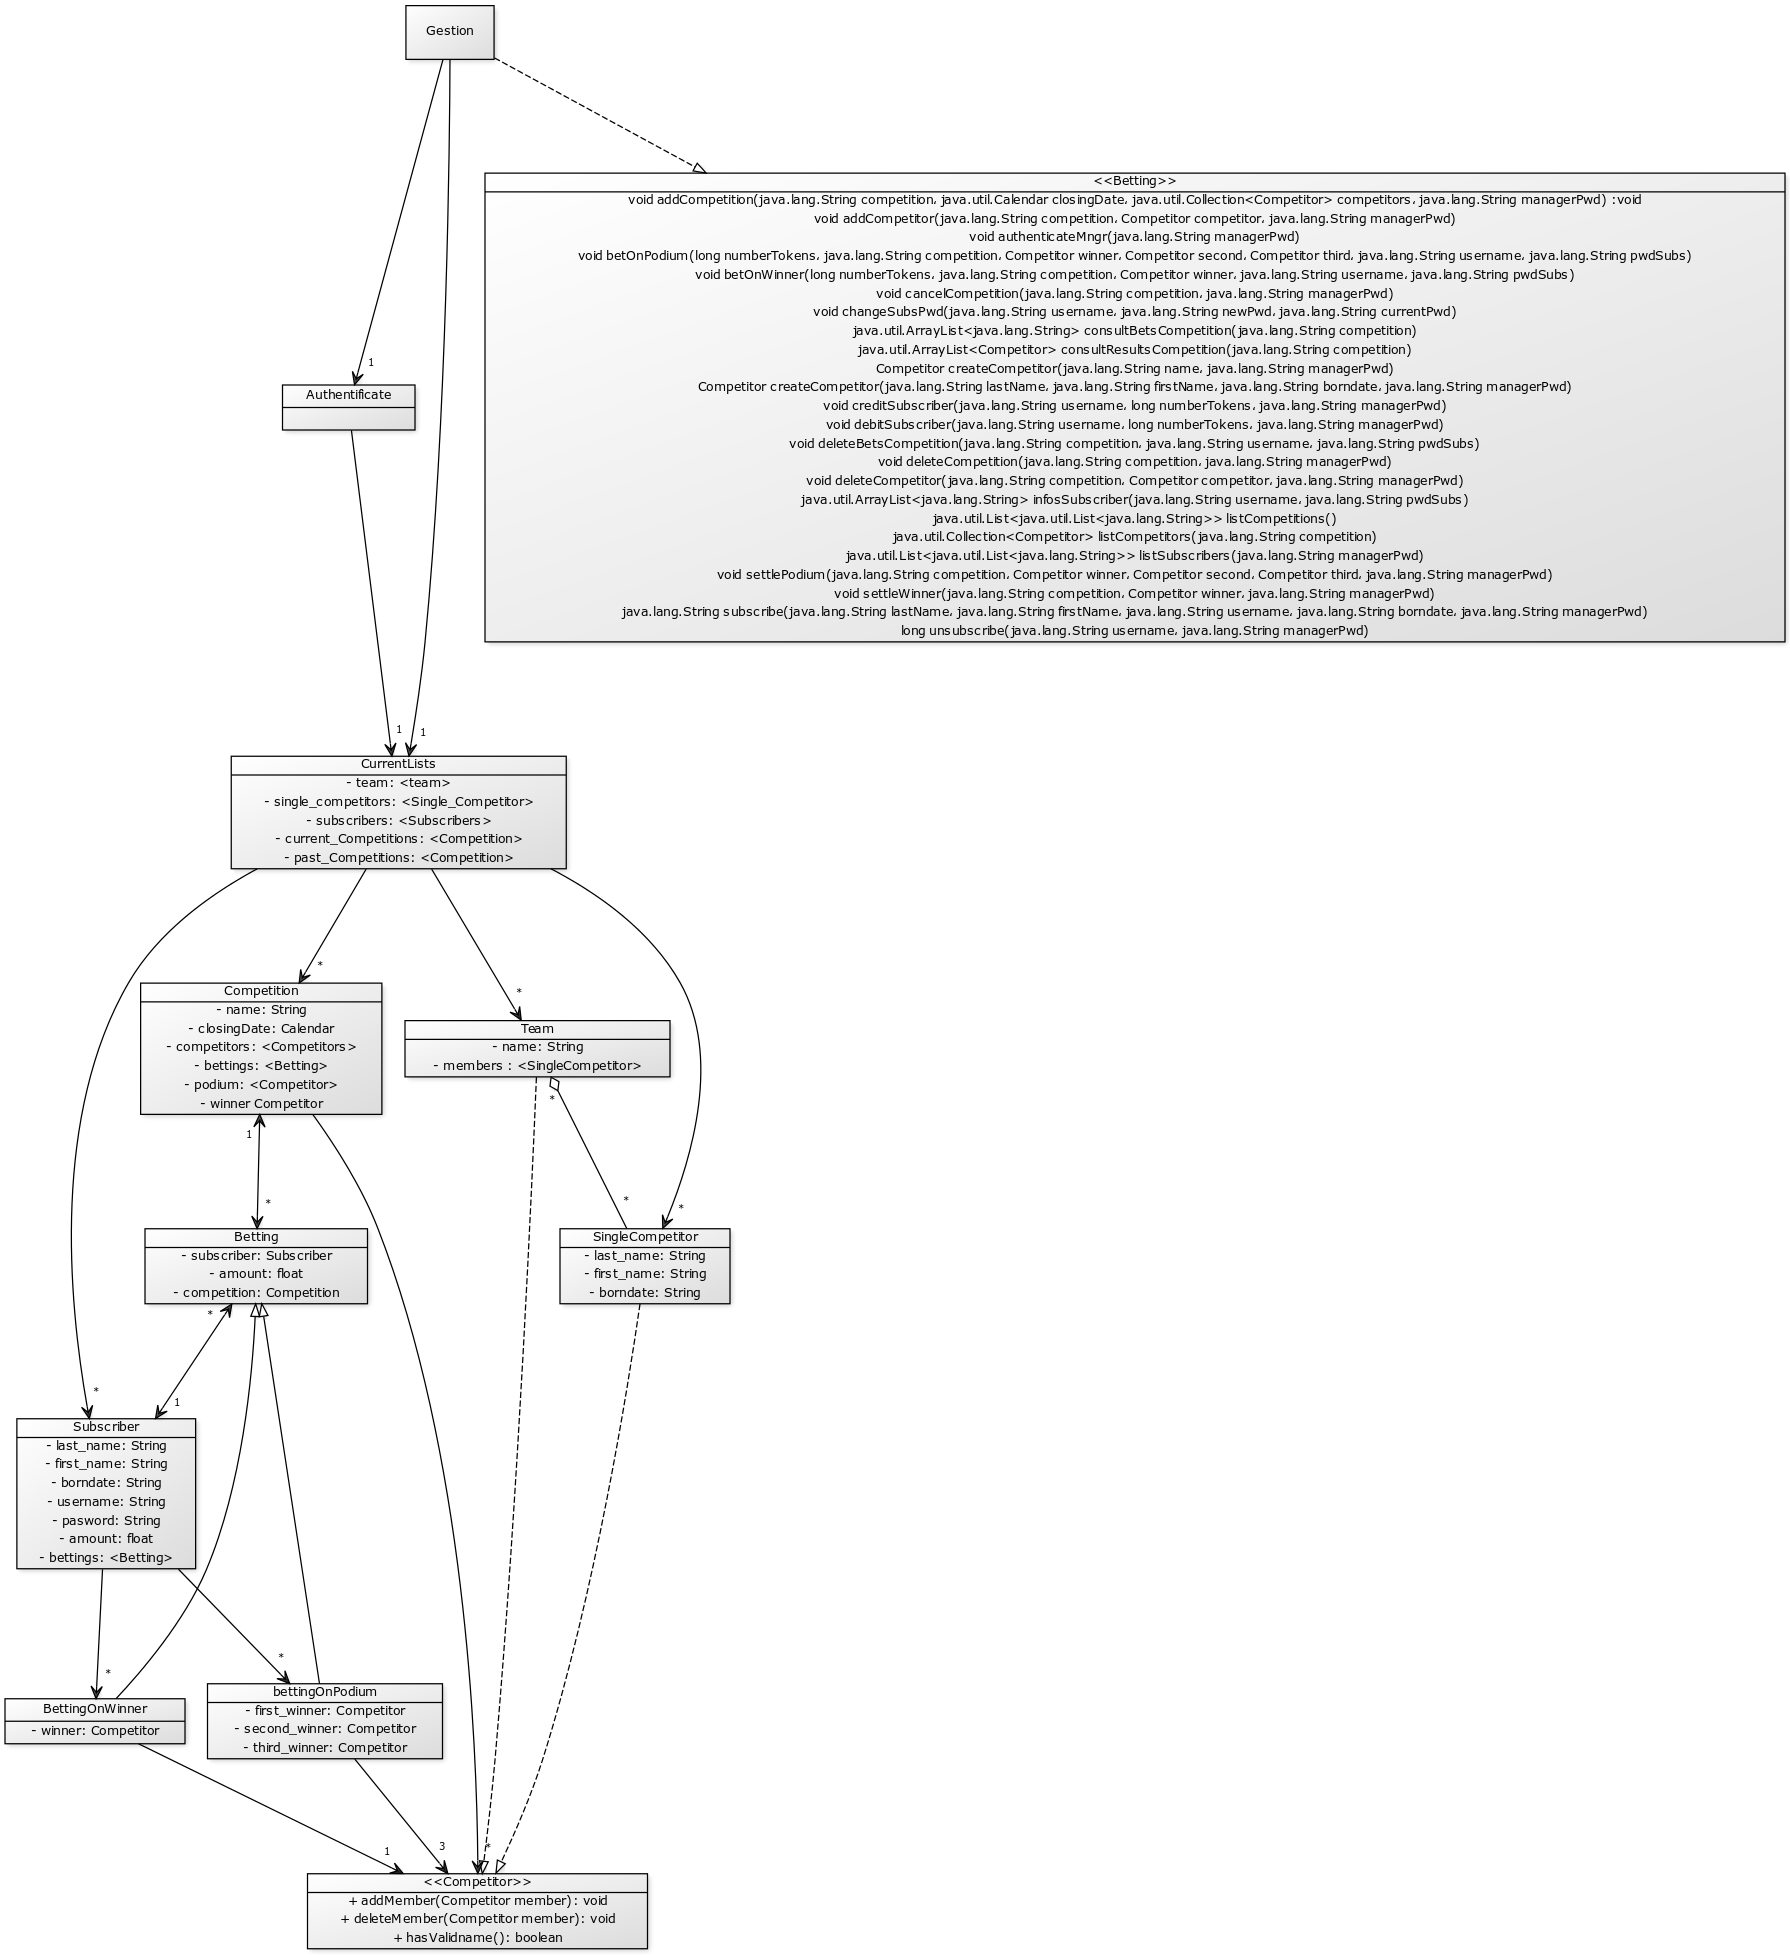 Gestion
<<Betting>>
void addCompetition(java.lang.String competition, java.util.Calendar closingDate, java.util.Collection<Competitor> competitors, java.lang.String managerPwd) :void
void addCompetitor(java.lang.String competition, Competitor competitor, java.lang.String managerPwd)
void authenticateMngr(java.lang.String managerPwd)
void betOnPodium(long numberTokens, java.lang.String competition, Competitor winner, Competitor second, Competitor third, java.lang.String username, java.lang.String pwdSubs)
void betOnWinner(long numberTokens, java.lang.String competition, Competitor winner, java.lang.String username, java.lang.String pwdSubs)
void cancelCompetition(java.lang.String competition, java.lang.String managerPwd)
void changeSubsPwd(java.lang.String username, java.lang.String newPwd, java.lang.String currentPwd)
java.util.ArrayList<java.lang.String> consultBetsCompetition(java.lang.String competition)
java.util.ArrayList<Competitor> consultResultsCompetition(java.lang.String competition)
Competitor createCompetitor(java.lang.String name, java.lang.String managerPwd)
Competitor createCompetitor(java.lang.String lastName, java.lang.String firstName, java.lang.String borndate, java.lang.String managerPwd)
void creditSubscriber(java.lang.String username, long numberTokens, java.lang.String managerPwd)
void debitSubscriber(java.lang.String username, long numberTokens, java.lang.String managerPwd)
void deleteBetsCompetition(java.lang.String competition, java.lang.String username, java.lang.String pwdSubs)
void deleteCompetition(java.lang.String competition, java.lang.String managerPwd)
void deleteCompetitor(java.lang.String competition, Competitor competitor, java.lang.String managerPwd)
java.util.ArrayList<java.lang.String> infosSubscriber(java.lang.String username, java.lang.String pwdSubs)
java.util.List<java.util.List<java.lang.String>> listCompetitions()
java.util.Collection<Competitor> listCompetitors(java.lang.String competition)
java.util.List<java.util.List<java.lang.String>> listSubscribers(java.lang.String managerPwd)
void settlePodium(java.lang.String competition, Competitor winner, Competitor second, Competitor third, java.lang.String managerPwd)
void settleWinner(java.lang.String competition, Competitor winner, java.lang.String managerPwd)
java.lang.String subscribe(java.lang.String lastName, java.lang.String firstName, java.lang.String username, java.lang.String borndate, java.lang.String managerPwd)
long unsubscribe(java.lang.String username, java.lang.String managerPwd)
1
Authentificate
1
1
CurrentLists
- team: <team>
- single_competitors: <Single_Competitor>
- subscribers: <Subscribers>
- current_Competitions: <Competition>
- past_Competitions: <Competition>
*
Competition
- name: String
- closingDate: Calendar
- competitors: <Competitors>
- bettings: <Betting>
- podium: <Competitor>
- winner Competitor
*
Team
- name: String
- members : <SingleCompetitor>
*
1
*
*
*
Betting
- subscriber: Subscriber
- amount: float
- competition: Competition
SingleCompetitor
- last_name: String
- first_name: String
- borndate: String
*
*
1
Subscriber
- last_name: String
- first_name: String
- borndate: String
- username: String
- pasword: String
- amount: float
- bettings: <Betting>
*
*
BettingOnWinner
- winner: Competitor
bettingOnPodium
- first_winner: Competitor
- second_winner: Competitor
- third_winner: Competitor
1
3
*
<<Competitor>>
+ addMember(Competitor member): void
+ deleteMember(Competitor member): void
+ hasValidname(): boolean